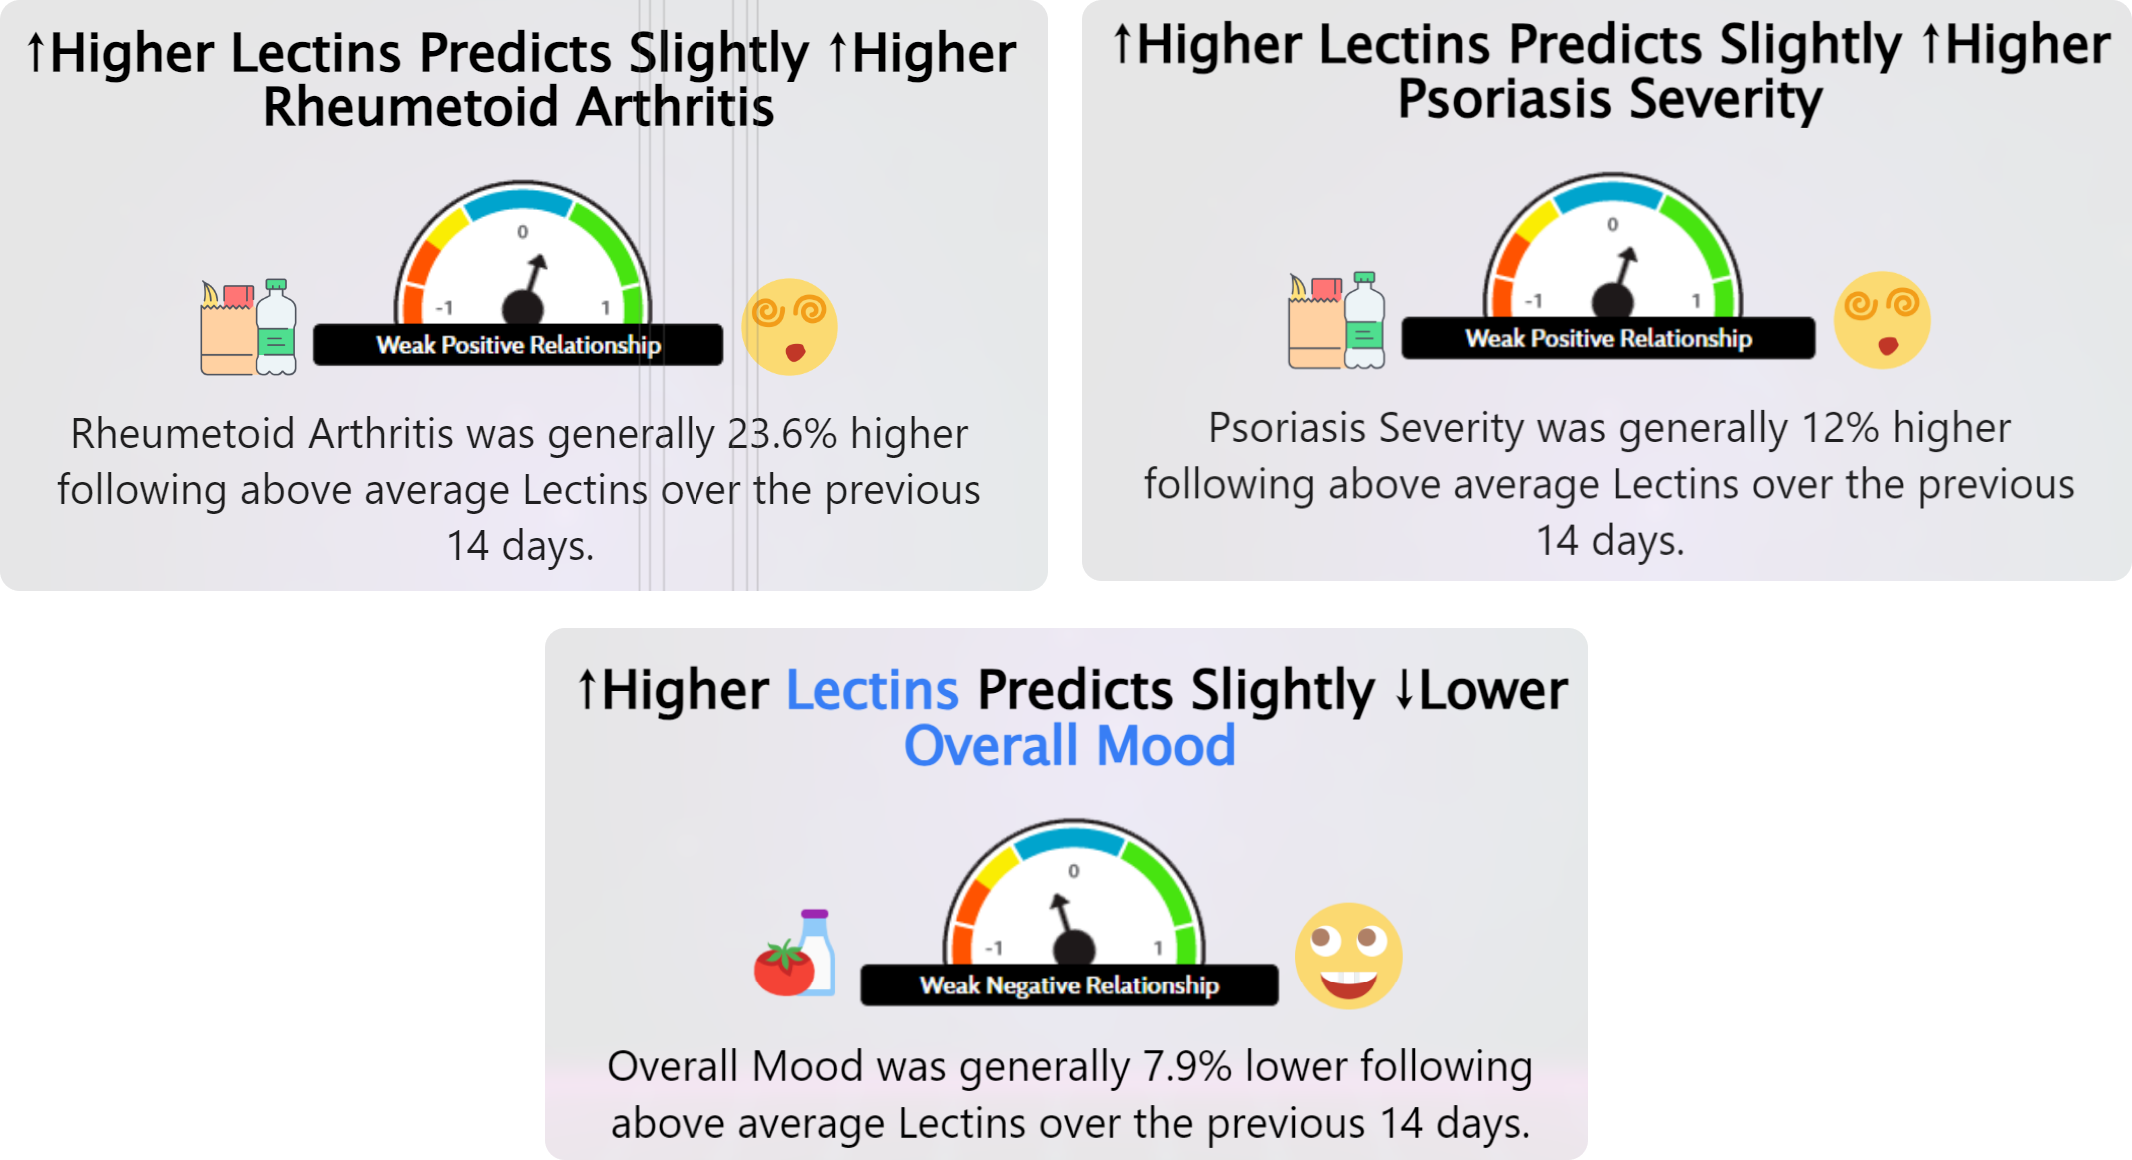 ↑Higher Lectins Predicts Slightly ↑Higher
Rheumetoid Arthritis
0
-1
1
Weak Positive Relationship
Rheumetoid Arthritis was generally 23.6% higher
following above average Lectins over the previous
14 days.
↑Higher Lectins Predicts Slightly ↑Higher
Psoriasis Severity
0
-1
1
Weak Positive Relationship
Psoriasis Severity was generally 12% higher
following above average Lectins over the previous
14 days.
↑Higher Lectins Predicts Slightly ↓Lower
Overall Mood
0
-1
1
Weak Negative Relationship
Overall Mood was generally 7.9% lower following
above average Lectins over the previous 14 days.